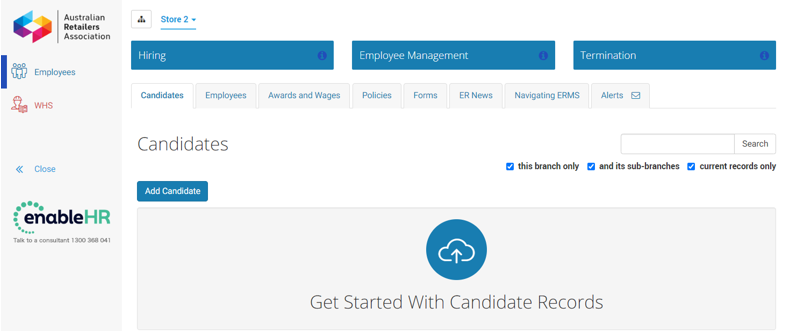 Australian
Retailers
Association
Store 2
Hiring
Employee Management
Termination
Employees
WHS
Close
enableHR
Talk to a consultant 1300 368 041
Candidates
Employees
Awards and Wages
Policies
Forms
ER News
Navigating ERMS
Alerts
Candidates
Search
this branch only
and its sub-branches
current records only
Add Candidate
Get Started With Candidate Records